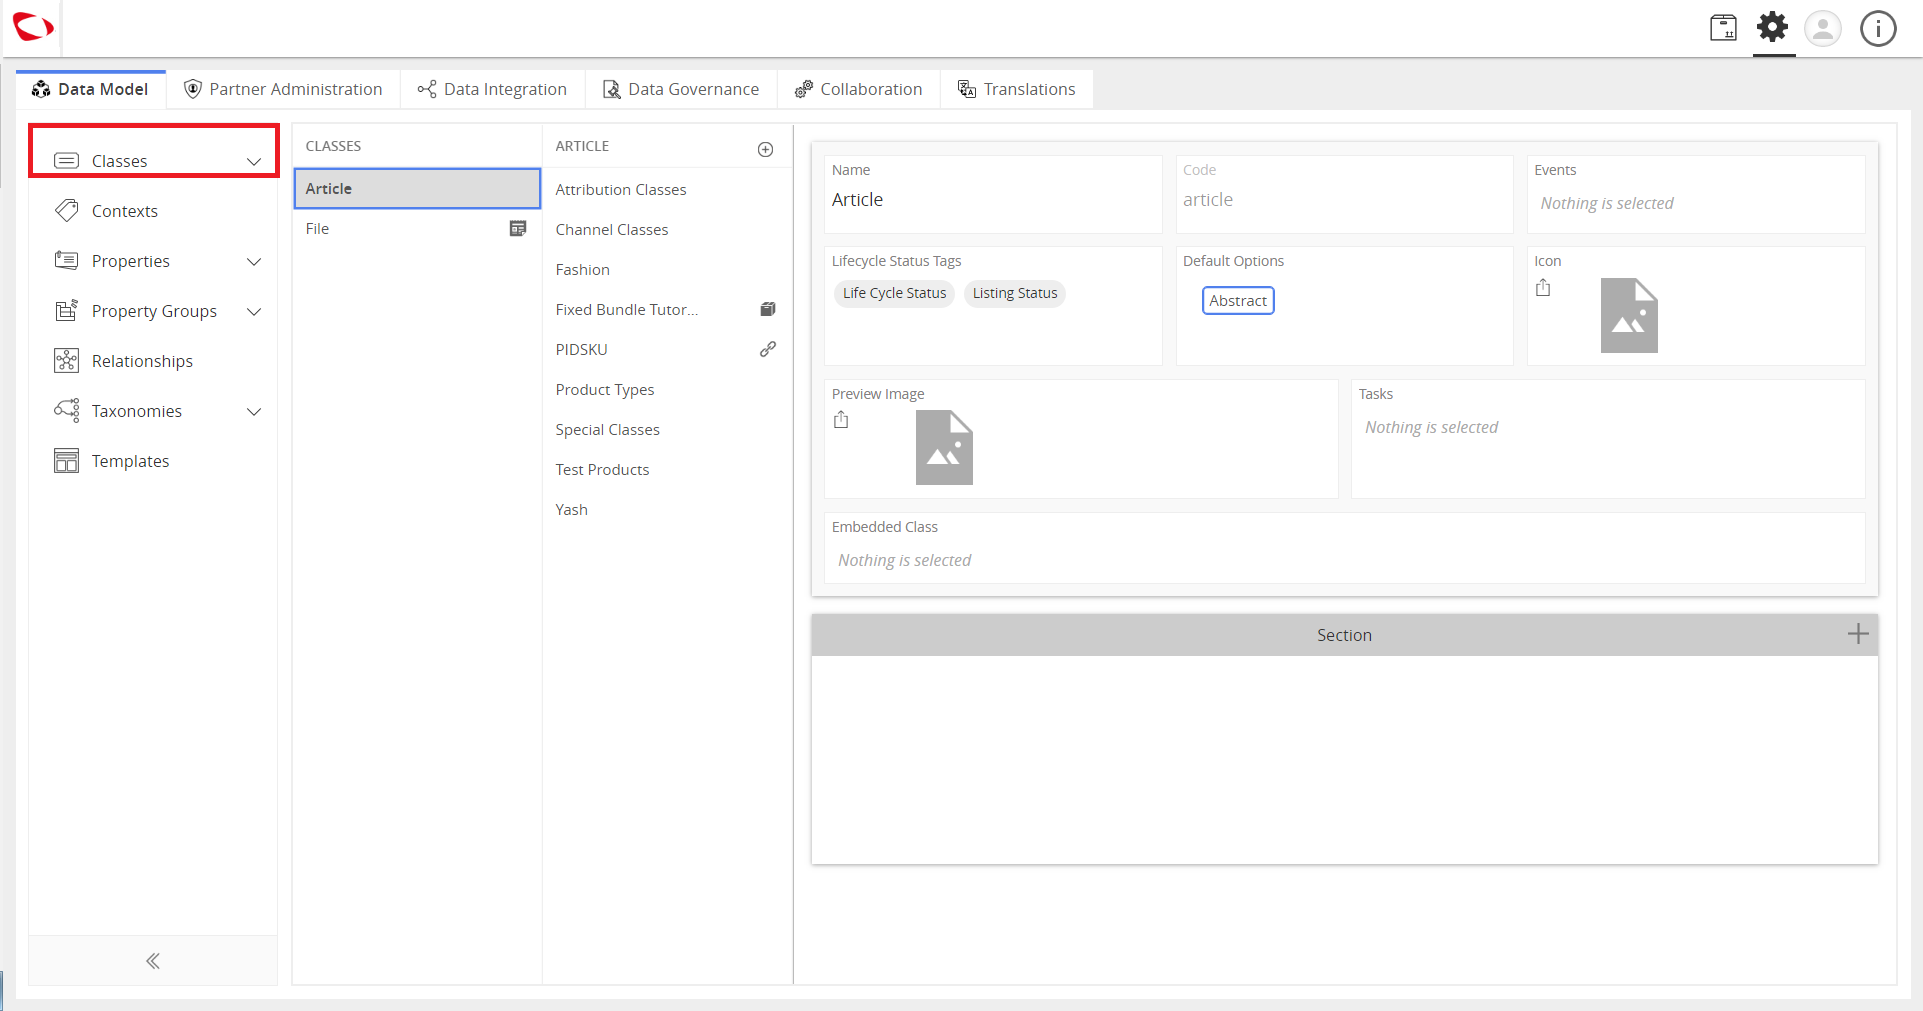 Data Model
Partner Administration
Data Integration
Data Governance
Collaboration
Translations
Classes
Contexts
Properties
Property Groups
Relationships
Taxonomies
Templates
CLASSES
Article
File
ARTICLE
Attribution Classes
Channel Classes
Fashion
Fixed Bundle Tutor...
PIDSKU
Product Types
Special Classes
Test Products
Yash
Name
Article
Code
article
Events
Nothing is selected
Lifecycle Status Tags
Life Cycle Status
Listing Status
Default Options
Abstract
Icon
Preview Image
Tasks
Nothing is selected
Embedded Class
Nothing is selected
Section